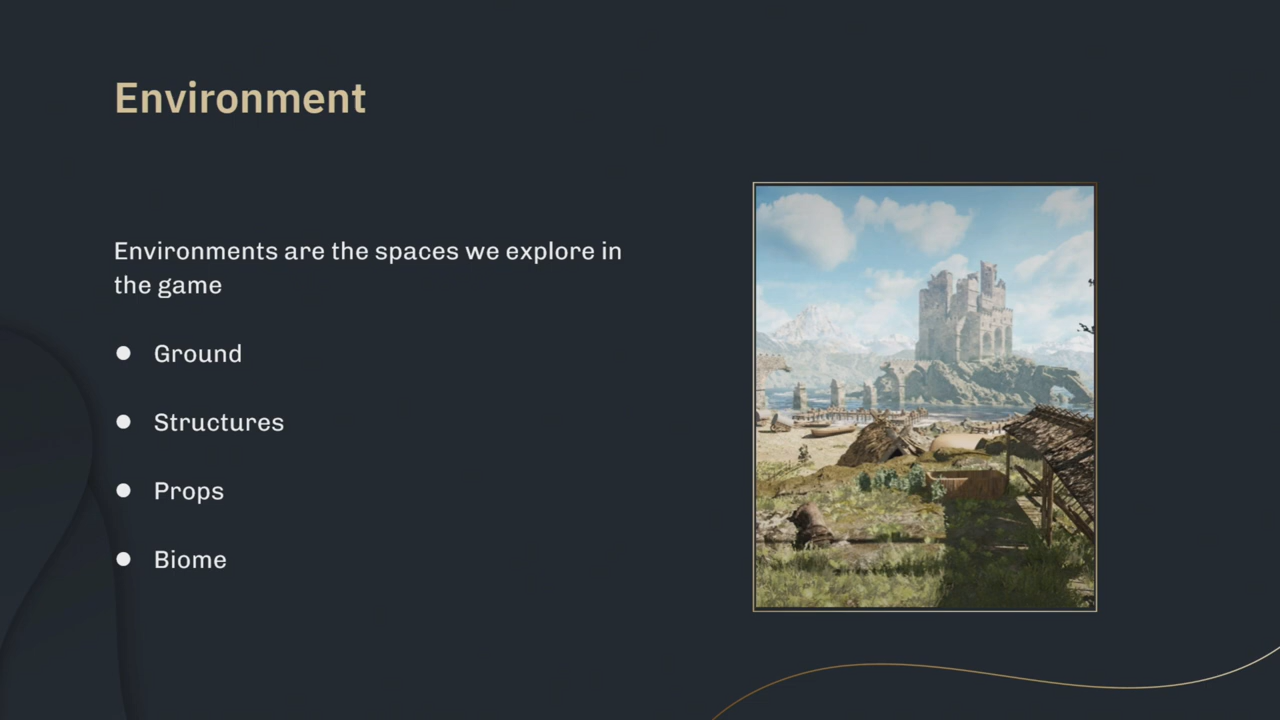 Environment
Environments are the spaces we explore in
the game
Ground
Structures
Props
Biome